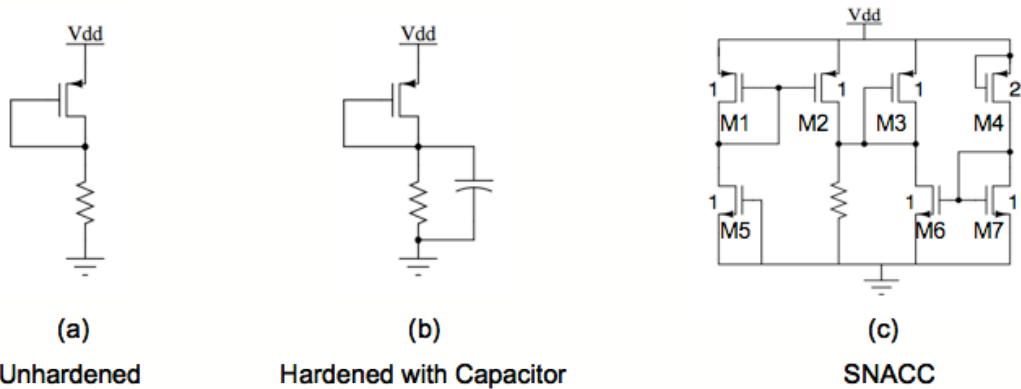 Vdd
Vdd
Vdd
1 1 1 2
M1 M2 M3 M4
1 1 1
M5 M6 M7
(a) (b) (c)
Unhardened Hardened with Capacitor SNACC